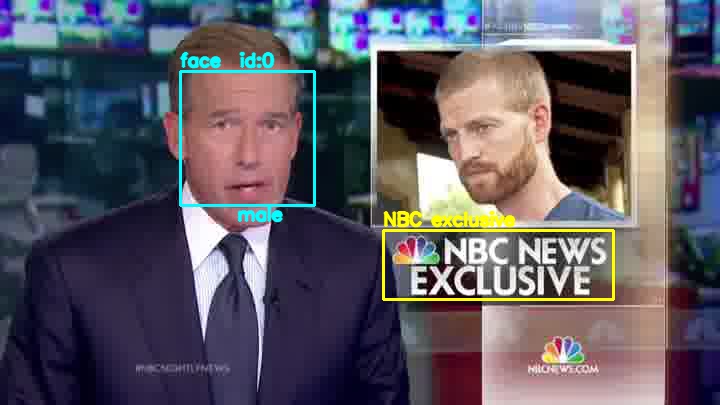 face id:0
male
NBC exclusive
NBC NEWS
EXCLUSIVE
#NBCNIGHTLYNEWS
NBCNEWS.COM